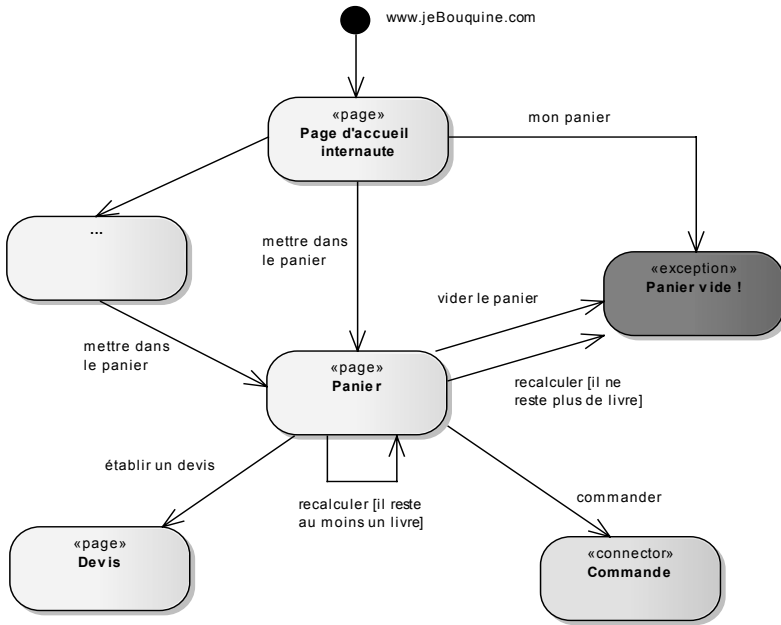 www.jeBouquine.com
«page»
Page d'accueil
internaute
mon panier
...
mettre dans
le panier
«exception»
Panier vide !
vider le panier
mettre dans
le panier
«page»
Panier
recalculer [il ne
reste plus de livre]
établir un devis
recalculer [il reste
au moins un livre]
commander
«page»
Devis
«connector»
Commande